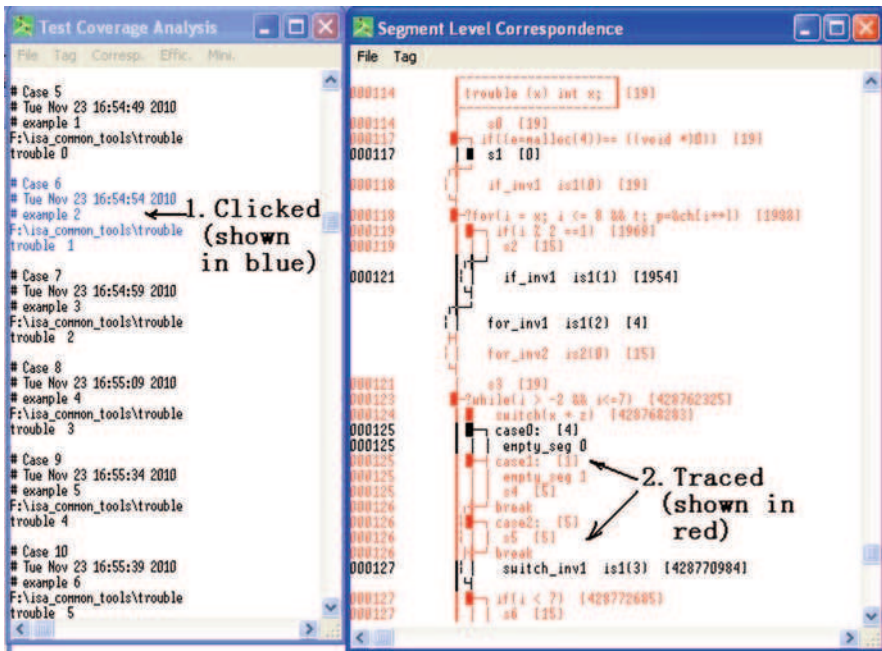 Test Coverage Analysis
File Tag Corresp. Effic. Mini.
# Case 5
# Tue Nov 23 16:54:49 2010
# example 1
F:\isa_common_tools\trouble
trouble 0
# Case 6
# Tue Nov 23 16:54:54 2010
# example 2
F:\isa_common_tools\trouble
trouble 1
# Case 7
# Tue Nov 23 16:54:59 2010
# example 3
F:\isa_common_tools\trouble
trouble 2
# Case 8
# Tue Nov 23 16:55:09 2010
# example 4
F:\isa_common_tools\trouble
trouble 3
# Case 9
# Tue Nov 23 16:55:34 2010
# example 5
F:\isa_common_tools\trouble
trouble 4
# Case 10
# Tue Nov 23 16:55:39 2010
# example 6
F:\isa_common_tools\trouble
trouble 5
1. Clicked
(shown
in blue)
Segment Level Correspondence
File Tag
000114 trouble (x) int x; [19]
000114 s0 [19]
000117 if((e=malloc(4))== ((void *)0)) [19]
000117 s1 [0]
000118 if_inv1 is1(0) [19]
000118 ?for(i = x; i <= 8 && t; p=&ch[i++]) [1988]
000119 if(i % 2 ==1) [1969]
000119 s2 [15]
000121 if_inv1 is1(1) [1954]
for_inv1 is1(2) [4]
for_inv2 is2(0) [15]
000121 s3 [19]
000123 ?while(i > -2 && i<=7) [428762325]
000124 switch(x + z) [428768283]
000125 case0: [4]
000125 empty_seg 0
000125 case1: [1]
000125 empty_seg 1
000125 s4 [5]
000126 break
000126 case2: [5]
000126 s5 [5]
000126 break
000127 switch_inv1 is1(3) [428770984]
000127 if(i < 7) [428772685]
000127 s6 [15]
2. Traced
(shown in
red)